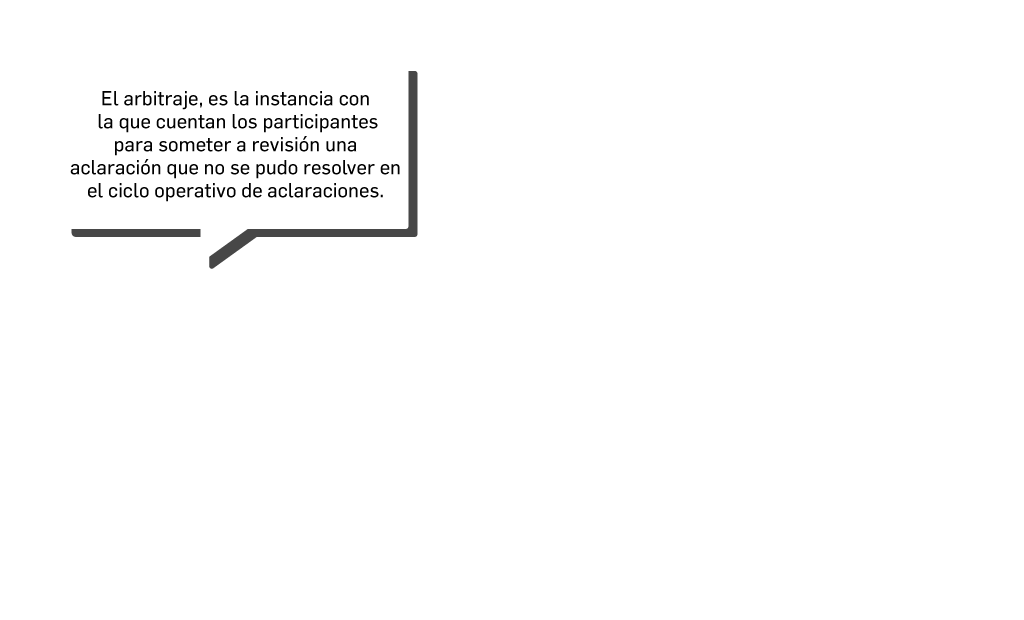 El arbitraje, es la instancia con
la que cuentan los participantes
para someter a revisión una
aclaración que no se pudo resolver en
el ciclo operativo de aclaraciones.